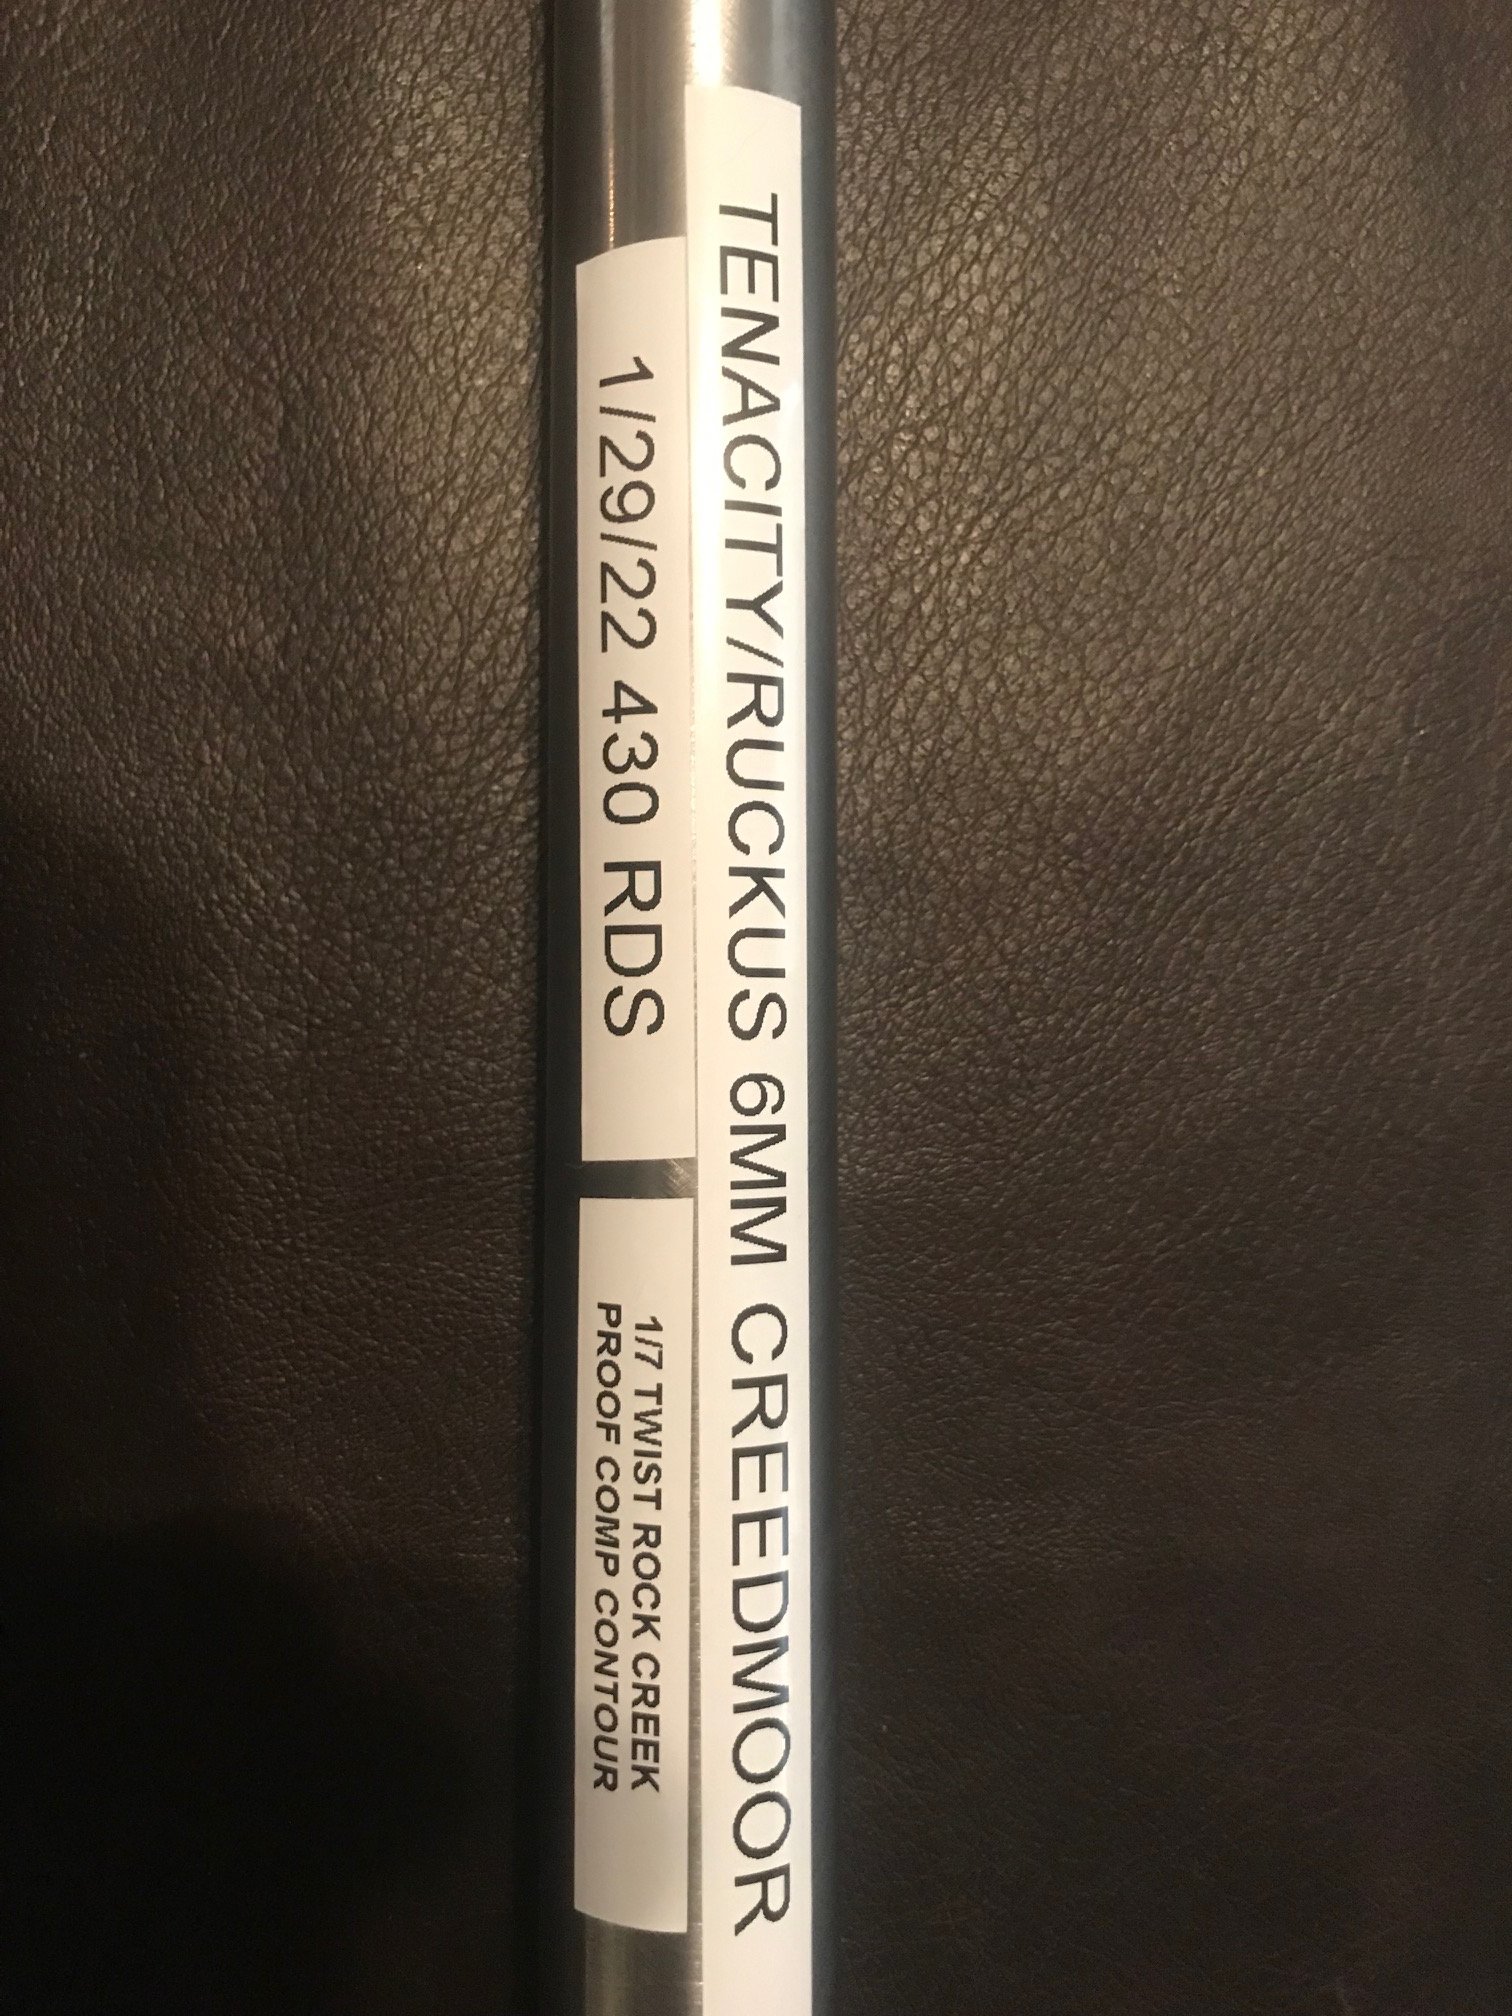 TENACITY/RUCKUS 6MM CREEDMOOR
1/29/22 430 RDS
1/7 TWIST ROCK CREEK
PROOF COMP CONTOUR